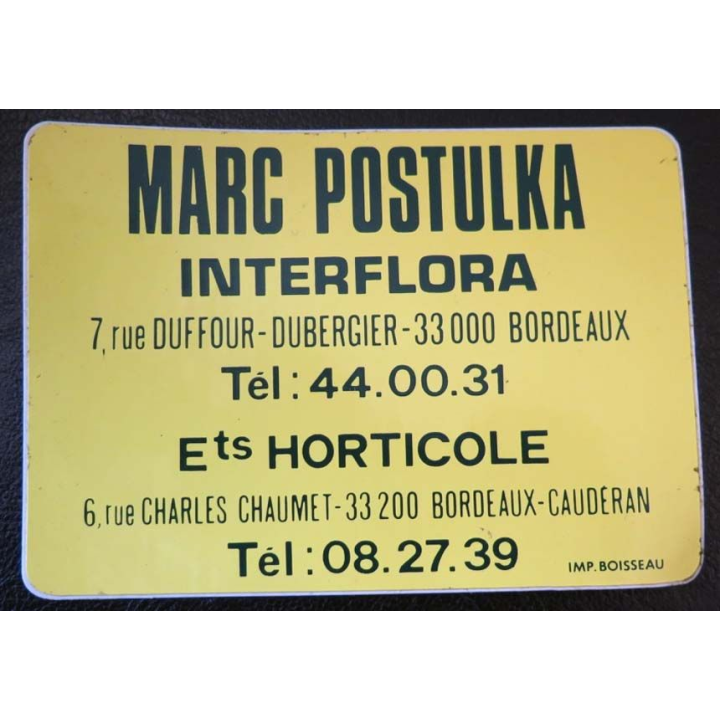 MARC POSTULKA
INTERFLORA
7, rue DUFFOUR-DUBERGIER-33 000 BORDEAUX
Tél : 44.00.31
Ets HORTICOLE
6, rue CHARLES CHAUMET-33 200 BORDEAUX-CAUDÉRAN
Tél : 08.27.39
IMP. BOISSEAU